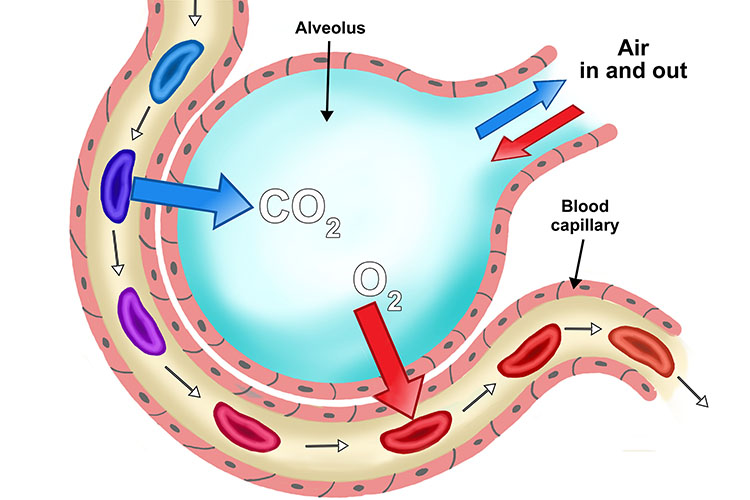 Alveolus
Air
in and out
CO₂
O₂
Blood
capillary